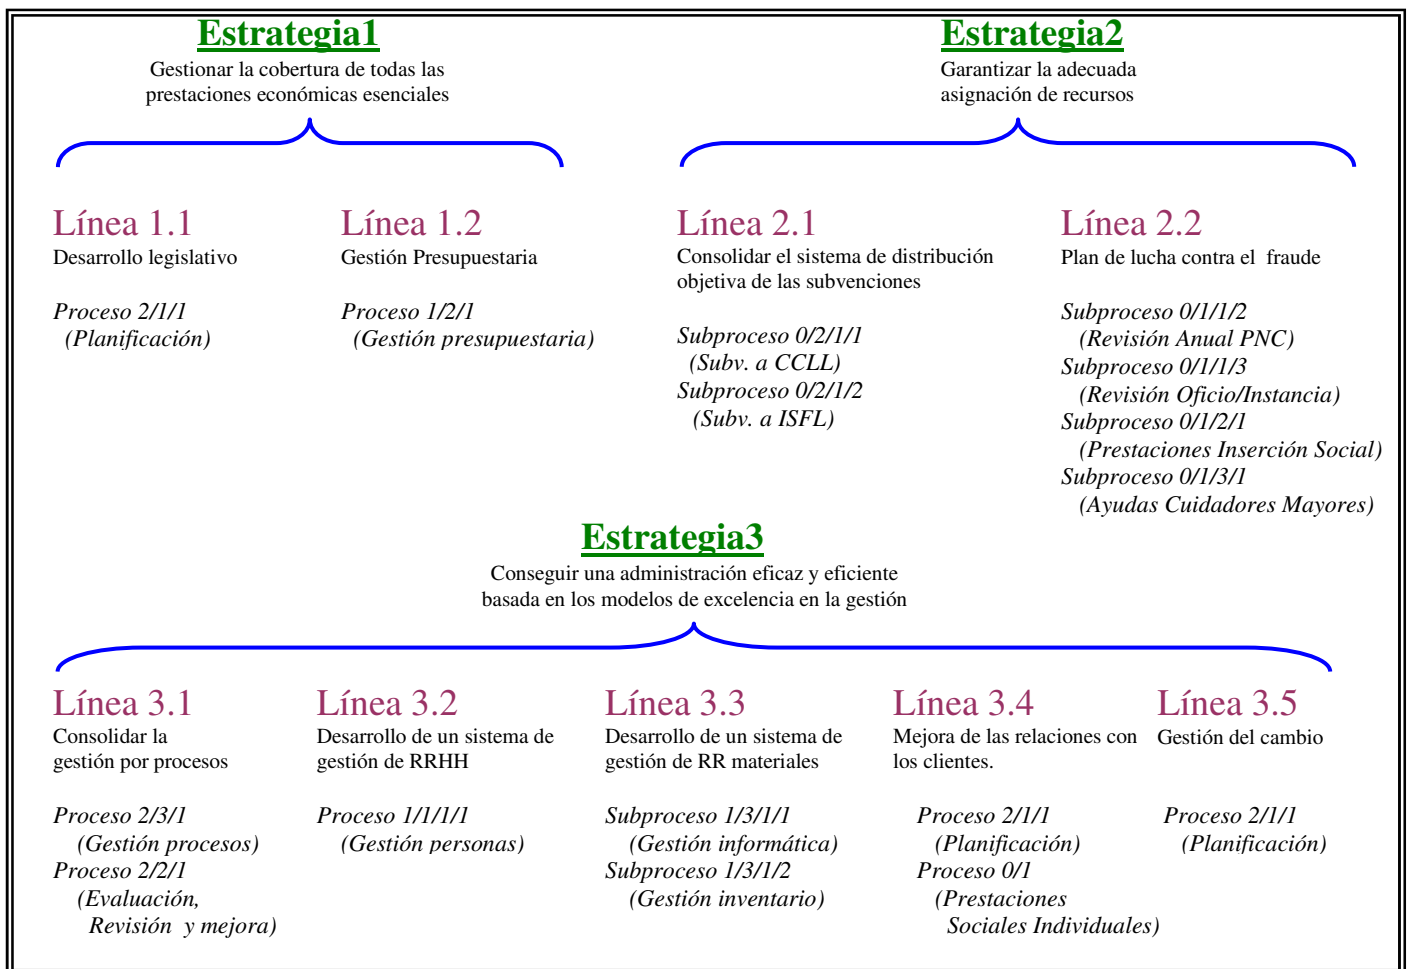 Estrategia1
Gestionar la cobertura de todas las
prestaciones económicas esenciales
Estrategia2
Garantizar la adecuada
asignación de recursos
Línea 1.1
Desarrollo legislativo
Proceso 2/1/1
(Planificación)
Línea 1.2
Gestión Presupuestaria
Proceso 1/2/1
(Gestión presupuestaria)
Línea 2.1
Consolidar el sistema de distribución
objetiva de las subvenciones
Subproceso 0/2/1/1
(Subv. a CCLL)
Subproceso 0/2/1/2
(Subv. a ISFL)
Línea 2.2
Plan de lucha contra el  fraude
Subproceso 0/1/1/2
(Revisión Anual PNC)
Subproceso 0/1/1/3
(Revisión Oficio/Instancia)
Subproceso 0/1/2/1
(Prestaciones Inserción Social)
Subproceso 0/1/3/1
(Ayudas Cuidadores Mayores)
Estrategia3
Conseguir una administración eficaz y eficiente
basada en los modelos de excelencia en la gestión
Línea 3.1
Consolidar la
gestión por procesos
Proceso 2/3/1
(Gestión procesos)
Proceso 2/2/1
(Evaluación,
Revisión  y mejora)
Línea 3.2
Desarrollo de un sistema de
gestión de RRHH
Proceso 1/1/1/1
(Gestión personas)
Línea 3.3
Desarrollo de un sistema de
gestión de RR materiales
Subproceso 1/3/1/1
(Gestión informática)
Subproceso 1/3/1/2
(Gestión inventario)
Línea 3.4
Mejora de las relaciones con
los clientes.
Proceso 2/1/1
(Planificación)
Proceso 0/1
(Prestaciones
Sociales Individuales)
Línea 3.5
Gestión del cambio
Proceso 2/1/1
(Planificación)